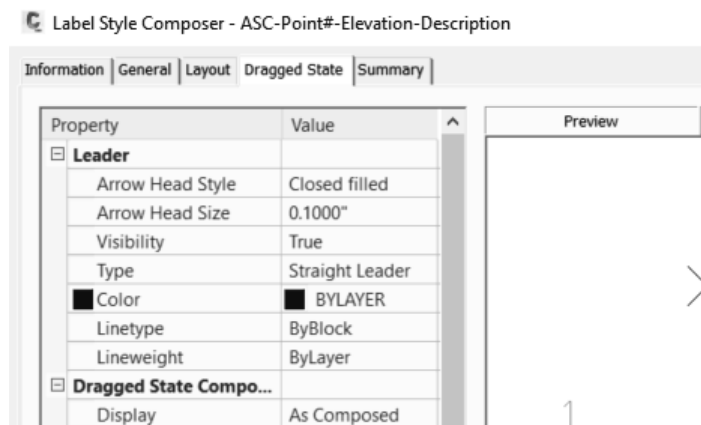 Label Style Composer - ASC-Point#-Elevation-Description
Information General Layout Dragged State Summary
Property Value
Preview
Leader
Arrow Head Style Closed filled
Arrow Head Size 0.1000"
Visibility True
Type Straight Leader
Color BYLAYER
Linetype ByBlock
Lineweight ByLayer
Dragged State Compo...
Display As Composed
1